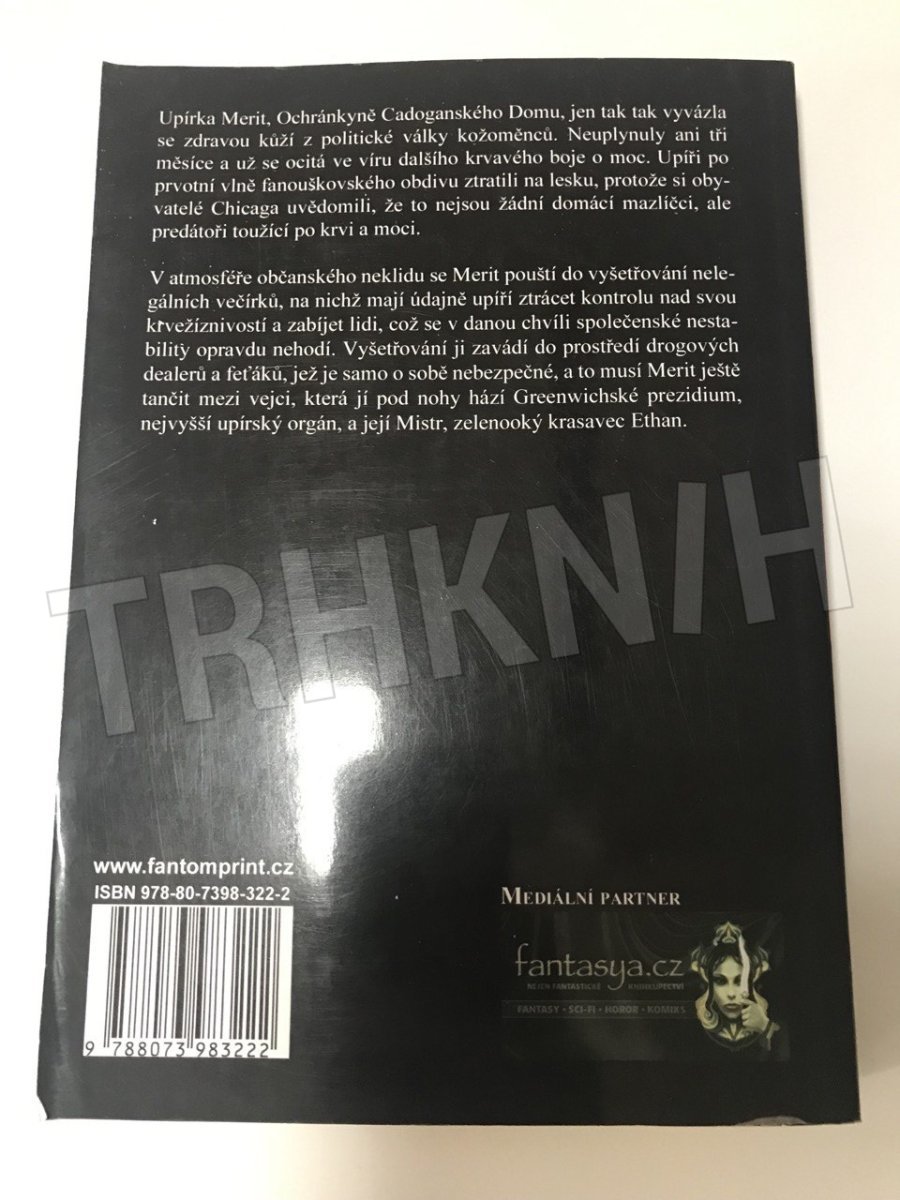 Upírka Merit, Ochránkyně Cadoganského Domu, jen tak tak vyvázla
se zdravou kůží z politické války kožoměnců. Neuplynuly ani tři
měsíce a už se ocitá ve víru dalšího krvavého boje o moc. Upíři po
prvotní vlně fanouškovského obdivu ztratili na lesku, protože si oby-
vatelé Chicaga uvědomili, že to nejsou žádní domácí mazlíčci, ale
predátoři toužící po krvi a moci.
V atmosféře občanského neklidu se Merit pouští do vyšetřování nele-
gálních večírků, na nichž mají údajně upíři ztrácet kontrolu nad svou
krvežíznivostí a zabíjet lidi, což se v danou chvíli společenské nesta-
bility opravdu nehodí. Vyšetřování ji zavádí do prostředí drogových
dealerů a feťáků, jež je samo o sobě nebezpečné, a to musí Merit ještě
tančit mezi vejci, která jí pod nohy hází Greenwichské prezidium,
nejvyšší upírský orgán, a její Mistr, zelenooký krasavec Ethan.
TRHKNIH
www.fantomprint.cz
ISBN 978-80-7398-322-2
9 788073 983222
MEDIÁLNÍ PARTNER
fantasya.cz
NEJEN FANTASTICKÉ KNIHKUPECTVÍ
FANTASY · SCI-FI · HOROR · KOMIKS